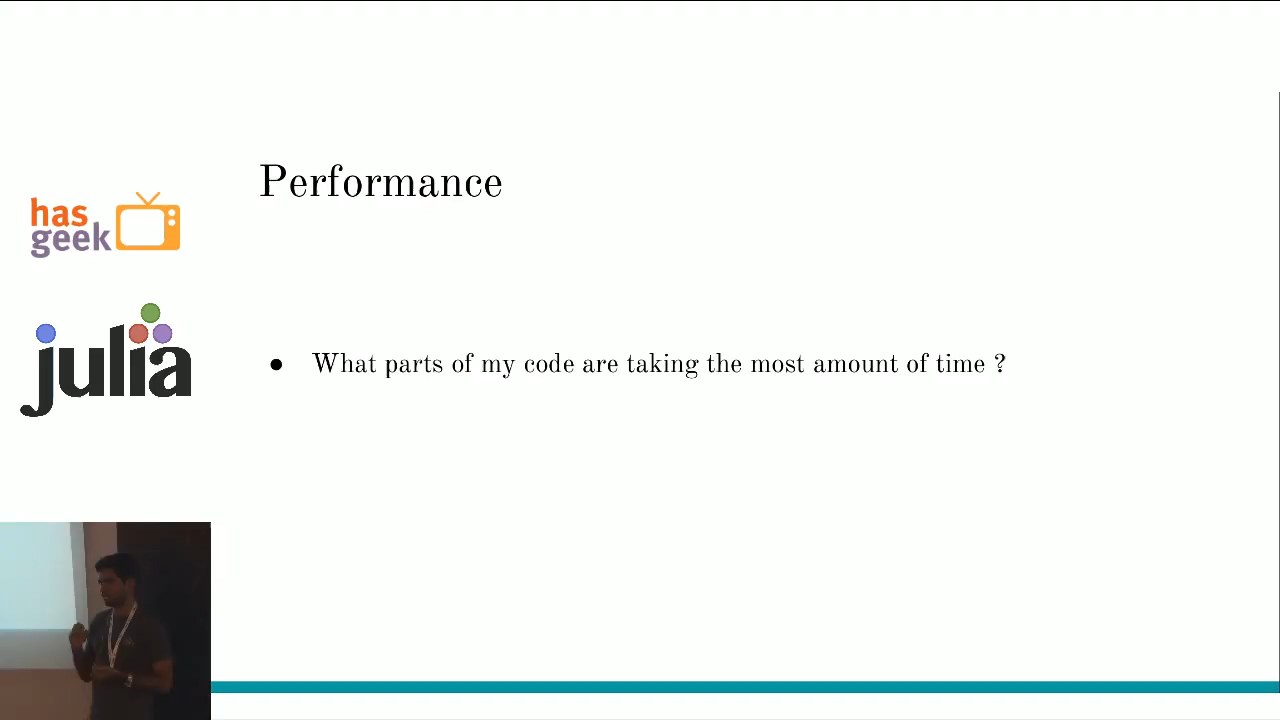 Performance
has
geek
julia
● What parts of my code are taking the most amount of time ?